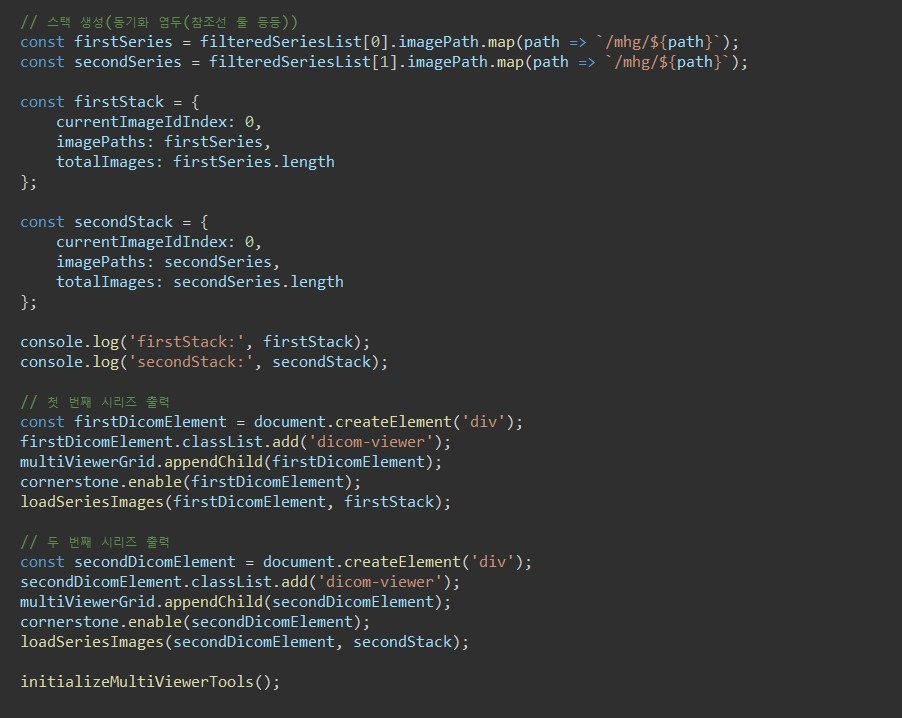 // 스택 생성(동기화 염두(참조선 툴 등등))
const firstSeries = filteredSeriesList[0].imagePath.map(path => `/mhg/${path}`);
const secondSeries = filteredSeriesList[1].imagePath.map(path => `/mhg/${path}`);
const firstStack = {
    currentImageIdIndex: 0,
    imagePaths: firstSeries,
    totalImages: firstSeries.length
};
const secondStack = {
    currentImageIdIndex: 0,
    imagePaths: secondSeries,
    totalImages: secondSeries.length
};
console.log('firstStack:', firstStack);
console.log('secondStack:', secondStack);
// 첫 번째 시리즈 출력
const firstDicomElement = document.createElement('div');
firstDicomElement.classList.add('dicom-viewer');
multiViewerGrid.appendChild(firstDicomElement);
cornerstone.enable(firstDicomElement);
loadSeriesImages(firstDicomElement, firstStack);
// 두 번째 시리즈 출력
const secondDicomElement = document.createElement('div');
secondDicomElement.classList.add('dicom-viewer');
multiViewerGrid.appendChild(secondDicomElement);
cornerstone.enable(secondDicomElement);
loadSeriesImages(secondDicomElement, secondStack);
initializeMultiViewerTools();